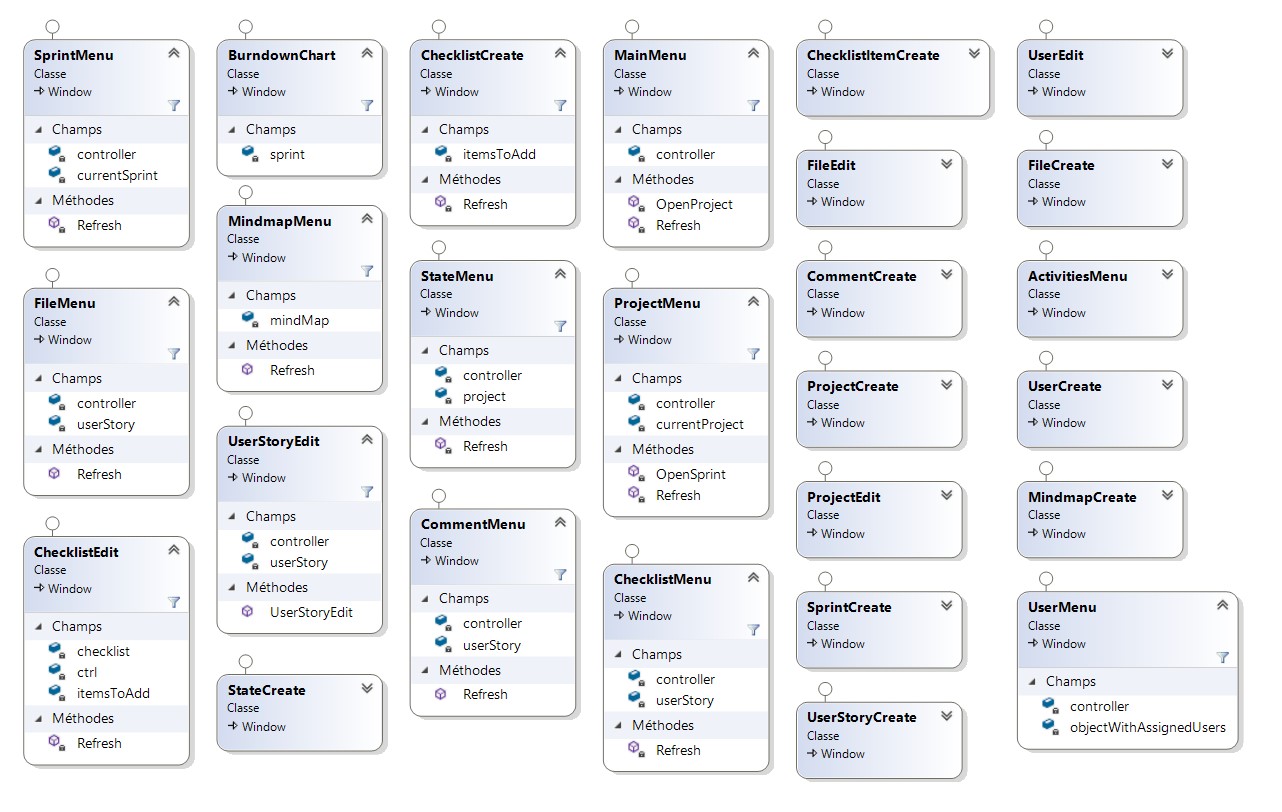 SprintMenu
Classe
Window
Champs
controller
currentSprint
Méthodes
Refresh
FileMenu
Classe
Window
Champs
controller
userStory
Méthodes
Refresh
ChecklistEdit
Classe
Window
Champs
checklist
ctrl
itemsToAdd
Méthodes
Refresh
BurndownChart
Classe
Window
Champs
sprint
MindmapMenu
Classe
Window
Champs
mindMap
Méthodes
Refresh
UserStoryEdit
Classe
Window
Champs
controller
userStory
Méthodes
UserStoryEdit
StateCreate
Classe
Window
ChecklistCreate
Classe
Window
Champs
itemsToAdd
Méthodes
Refresh
StateMenu
Classe
Window
Champs
controller
project
Méthodes
Refresh
CommentMenu
Classe
Window
Champs
controller
userStory
Méthodes
Refresh
MainMenu
Classe
Window
Champs
controller
Méthodes
OpenProject
Refresh
ProjectMenu
Classe
Window
Champs
controller
currentProject
Méthodes
OpenSprint
Refresh
ChecklistMenu
Classe
Window
Champs
controller
userStory
Méthodes
Refresh
ChecklistItemCreate
Classe
Window
FileEdit
Classe
Window
CommentCreate
Classe
Window
ProjectCreate
Classe
Window
ProjectEdit
Classe
Window
SprintCreate
Classe
Window
UserStoryCreate
Classe
Window
UserEdit
Classe
Window
FileCreate
Classe
Window
ActivitiesMenu
Classe
Window
UserCreate
Classe
Window
MindmapCreate
Classe
Window
UserMenu
Classe
Window
Champs
controller
objectWithAssignedUsers